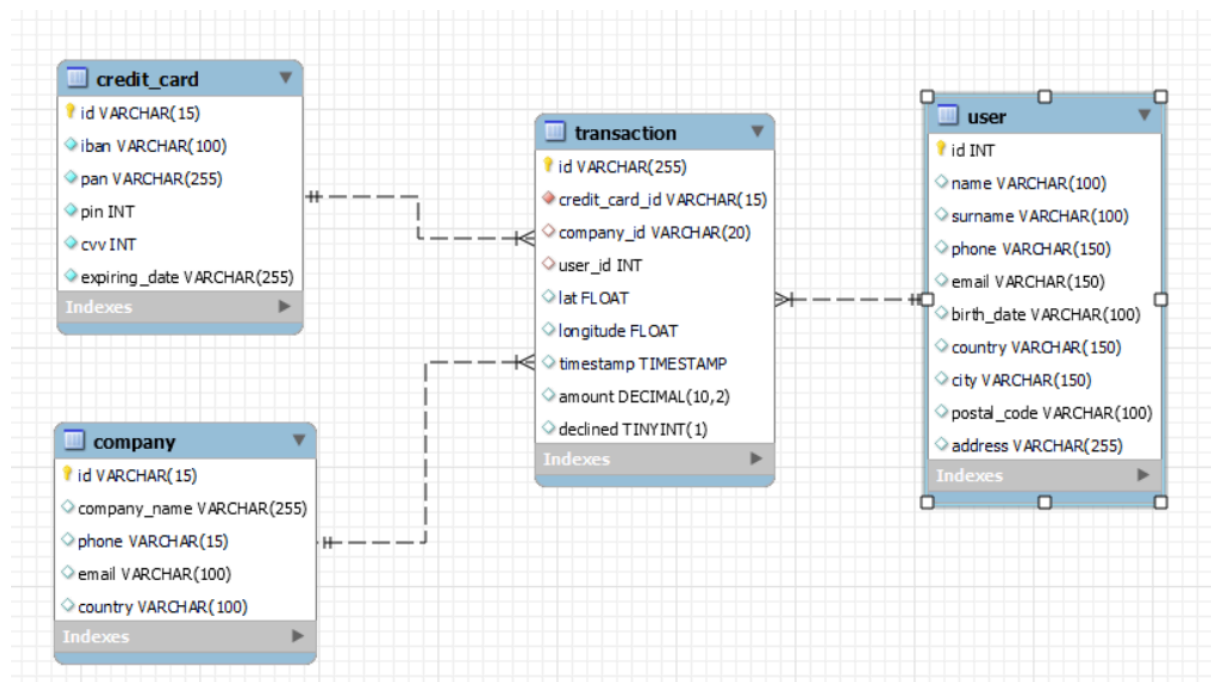 credit_card
id VARCHAR(15)
iban VARCHAR(100)
pan VARCHAR(255)
pin INT
cvv INT
expiring_date VARCHAR(255)
Indexes
company
id VARCHAR(15)
company_name VARCHAR(255)
phone VARCHAR(15)
email VARCHAR(100)
country VARCHAR(100)
Indexes
transaction
id VARCHAR(255)
credit_card_id VARCHAR(15)
company_id VARCHAR(20)
user_id INT
lat FLOAT
longitude FLOAT
timestamp TIMESTAMP
amount DECIMAL(10,2)
declined TINYINT(1)
Indexes
user
id INT
name VARCHAR(100)
surname VARCHAR(100)
phone VARCHAR(150)
email VARCHAR(150)
birth_date VARCHAR(100)
country VARCHAR(150)
city VARCHAR(150)
postal_code VARCHAR(100)
address VARCHAR(255)
Indexes